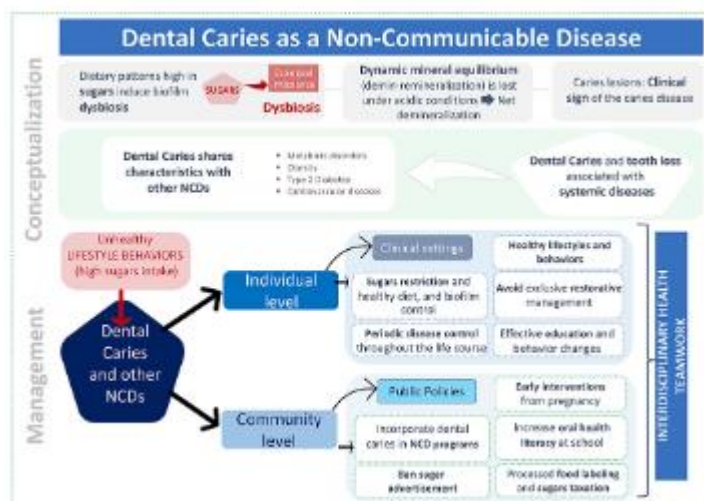 Dental Caries as a Non-Communicable Disease
Conceptualization
Dietary patterns high in
sugars induce biofilm
dysbiosis
SUGARS
Dysbiosis
Dynamic mineral equilibrium
(demin-remineralization) is lost
under acidic conditions ➡ Net
demineralization
Caries lesions: Clinical
sign of the caries disease
Dental Caries shares
characteristics with
other NCDs
Metabolic disorders
Obesity
Type 2 Diabetes
Cardiovascular diseases
Dental Caries and tooth loss
associated with
systemic diseases
Management
Unhealthy
LIFESTYLE BEHAVIORS
(high sugars intake)
Dental
Caries
and other
NCDs
Individual
level
Clinical settings
Sugars restriction and
healthy diet, and biofilm
control
Periodic disease control
throughout the life course
Healthy lifestyles and
behaviors
Avoid exclusive restorative
management
Effective education and
behavior changes
Community
level
Public Policies
Incorporate dental
caries in NCD programs
Ban sugar
advertisement
Early interventions
from pregnancy
Increase oral health
literacy at school
Processed food labeling
and sugars taxation
INTERDISCIPLINARY HEALTH
TEAMWORK